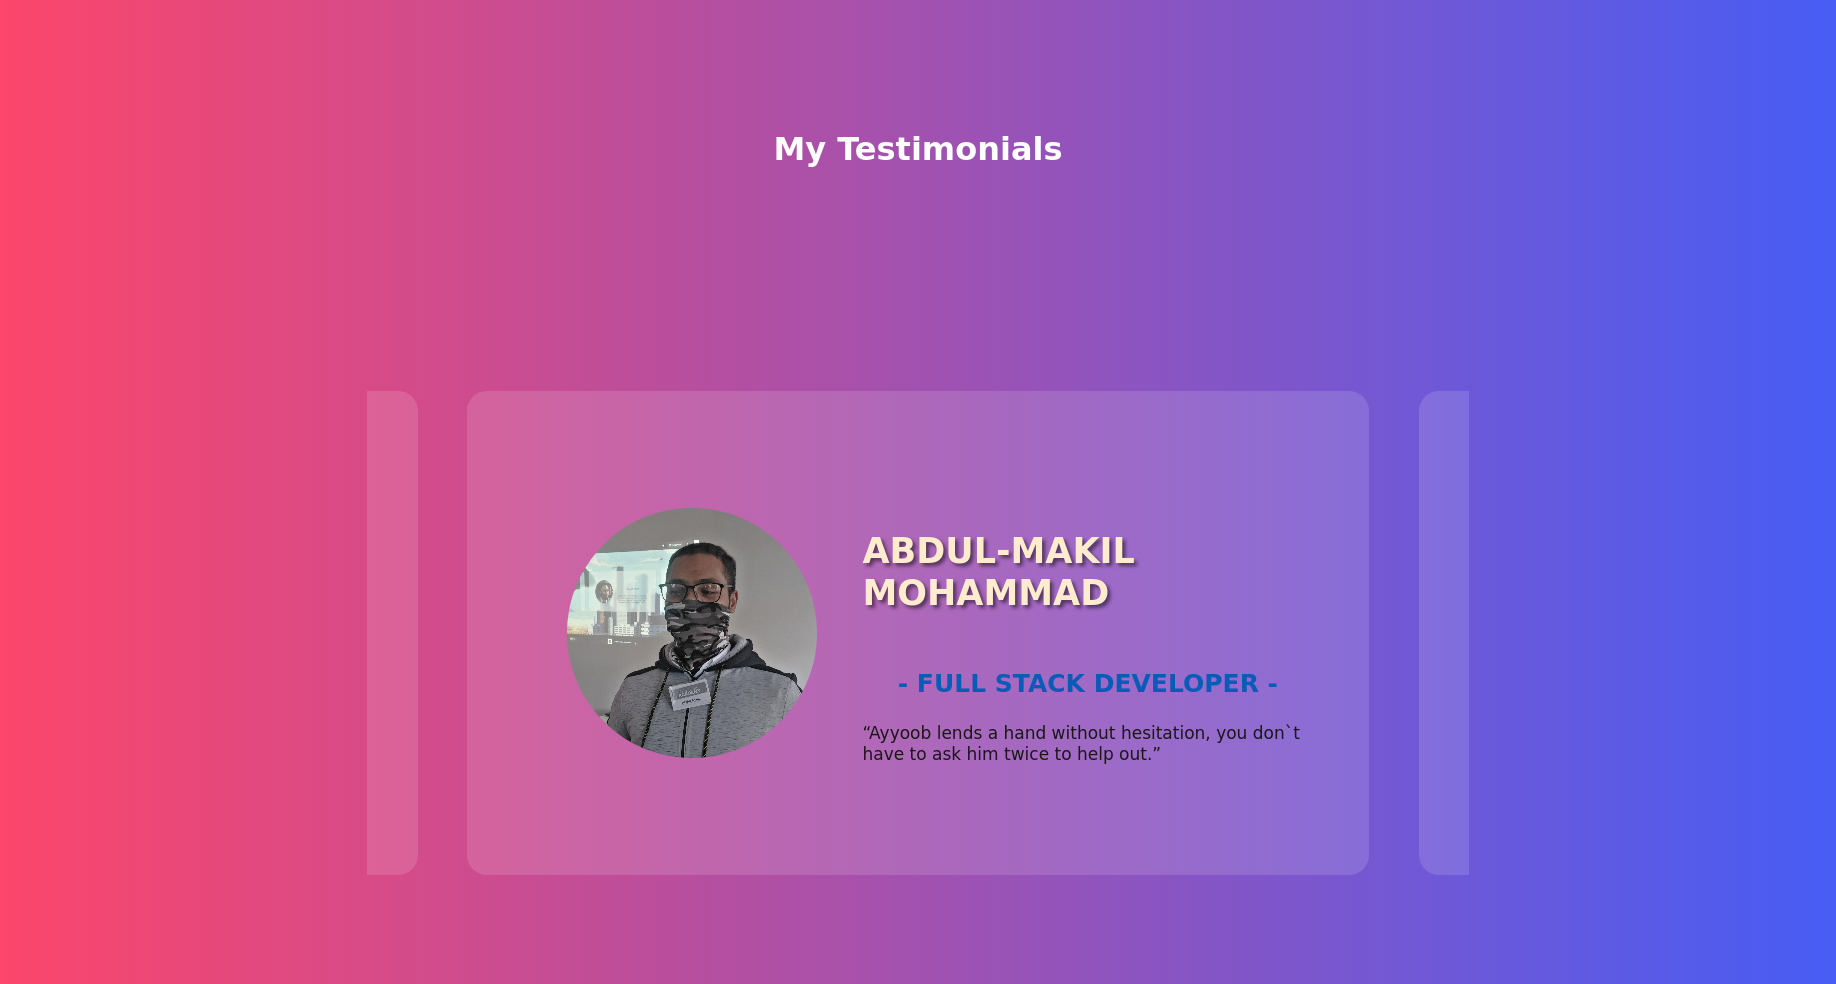 My Testimonials
ABDUL-MAKIL
MOHAMMAD
- FULL STACK DEVELOPER -
“Ayyoob lends a hand without hesitation, you don`t
have to ask him twice to help out.”